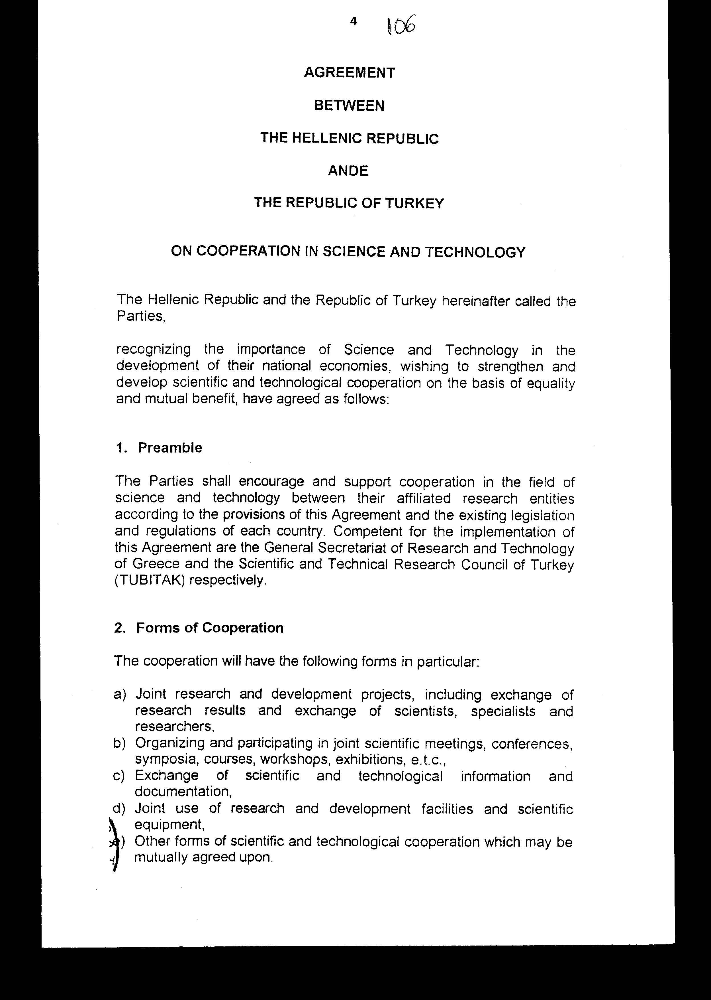 4 106
AGREEMENT
BETWEEN
THE HELLENIC REPUBLIC
ANDE
THE REPUBLIC OF TURKEY
ON COOPERATION IN SCIENCE AND TECHNOLOGY
The Hellenic Republic and the Republic of Turkey hereinafter called the
Parties,
recognizing the importance of Science and Technology in the
development of their national economies, wishing to strengthen and
develop scientific and technological cooperation on the basis of equality
and mutual benefit, have agreed as follows:
1. Preamble
The Parties shall encourage and support cooperation in the field of
science and technology between their affiliated research entities
according to the provisions of this Agreement and the existing legislation
and regulations of each country. Competent for the implementation of
this Agreement are the General Secretariat of Research and Technology
of Greece and the Scientific and Technical Research Council of Turkey
(TUBITAK) respectively.
2. Forms of Cooperation
The cooperation will have the following forms in particular:
a) Joint research and development projects, including exchange of
research results and exchange of scientists, specialists and
researchers,
b) Organizing and participating in joint scientific meetings, conferences,
symposia, courses, workshops, exhibitions, e.t.c.,
c) Exchange of scientific and technological information and
documentation,
d) Joint use of research and development facilities and scientific
equipment,
e) Other forms of scientific and technological cooperation which may be
mutually agreed upon.